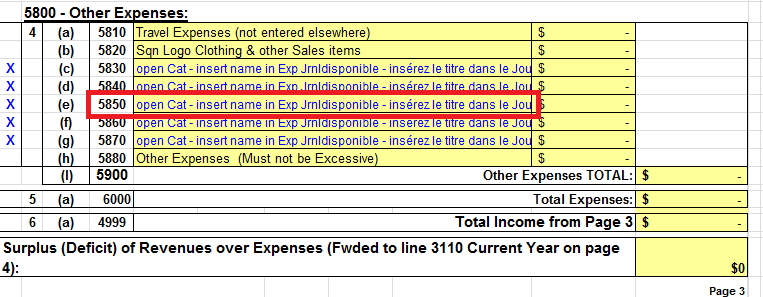 5800 - Other Expenses:
4 (a) 5810 Travel Expenses (not entered elsewhere) $ -
(b) 5820 Sqn Logo Clothing & other Sales items $ -
X (c) 5830 open Cat - insert name in Exp Jrnldisponible - insérez le titre dans le Jou $ -
X (d) 5840 open Cat - insert name in Exp Jrnldisponible - insérez le titre dans le Jou $ -
X (e) 5850 open Cat - insert name in Exp Jrnldisponible - insérez le titre dans le Jou $ -
X (f) 5860 open Cat - insert name in Exp Jrnldisponible - insérez le titre dans le Jou $ -
X (g) 5870 open Cat - insert name in Exp Jrnldisponible - insérez le titre dans le Jou $ -
(h) 5880 Other Expenses (Must not be Excessive) $ -
(I) 5900 Other Expenses TOTAL: $ -
5 (a) 6000 Total Expenses: $ -
6 (a) 4999 Total Income from Page 3 $ -
Surplus (Deficit) of Revenues over Expenses (Fwded to line 3110 Current Year on page
4): $0
Page 3